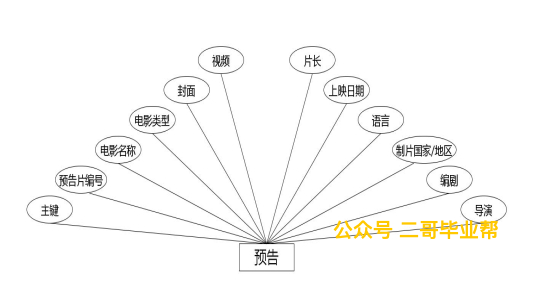 视频
片长
封面
上映日期
电影类型
语言
电影名称
制片国家/地区
预告片编号
编剧
主键
导演
公众号 二哥毕业帮
预告